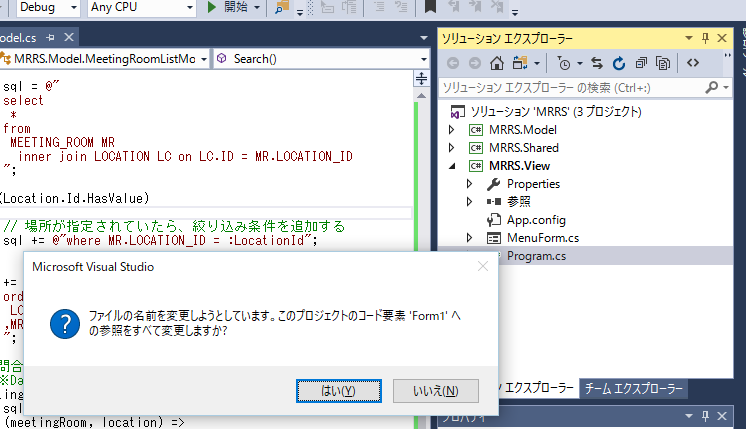 Debug
Any CPU
開始
odel.cs
MRRS.Model.MeetingRoomListMo
Search()
sql = @"
select
*
from
MEETING_ROOM MR
inner join LOCATION LC on LC.ID = MR.LOCATION_ID
";
(Location.Id.HasValue)
// 場所が指定されていたら、絞り込み条件を追加する
sql += @"where MR.LOCATION_ID = :LocationId";
+=
ord
LC
,MR
";
問合
※Da
ing
sql
(meetingRoom, location) =>
Microsoft Visual Studio
ファイルの名前を変更しようとしています。このプロジェクトのコード要素 'Form1' へ
の参照をすべて変更しますか?
はい(Y)
いいえ(N)
ソリューション エクスプローラー
ソリューション エクスプローラー の検索 (Ctrl+:)
ソリューション 'MRRS' (3 プロジェクト)
MRRS.Model
MRRS.Shared
MRRS.View
Properties
参照
App.config
MenuForm.cs
Program.cs
ン エクスプローラー
チーム エクスプローラー
プロパティ